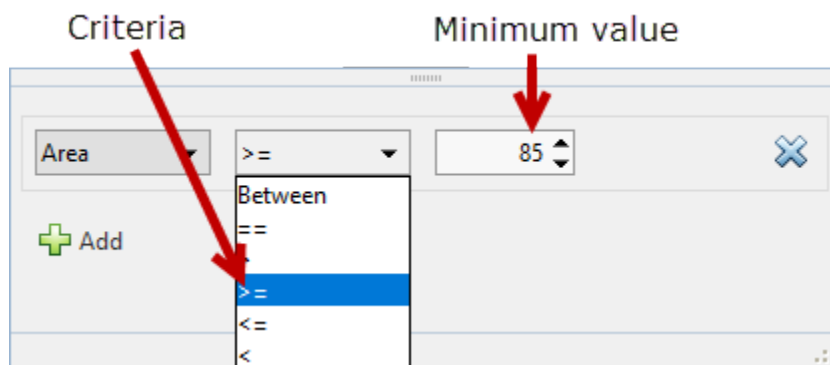 Criteria
Minimum value
Area
>=
85
Between
==
Add
>=
<=
<